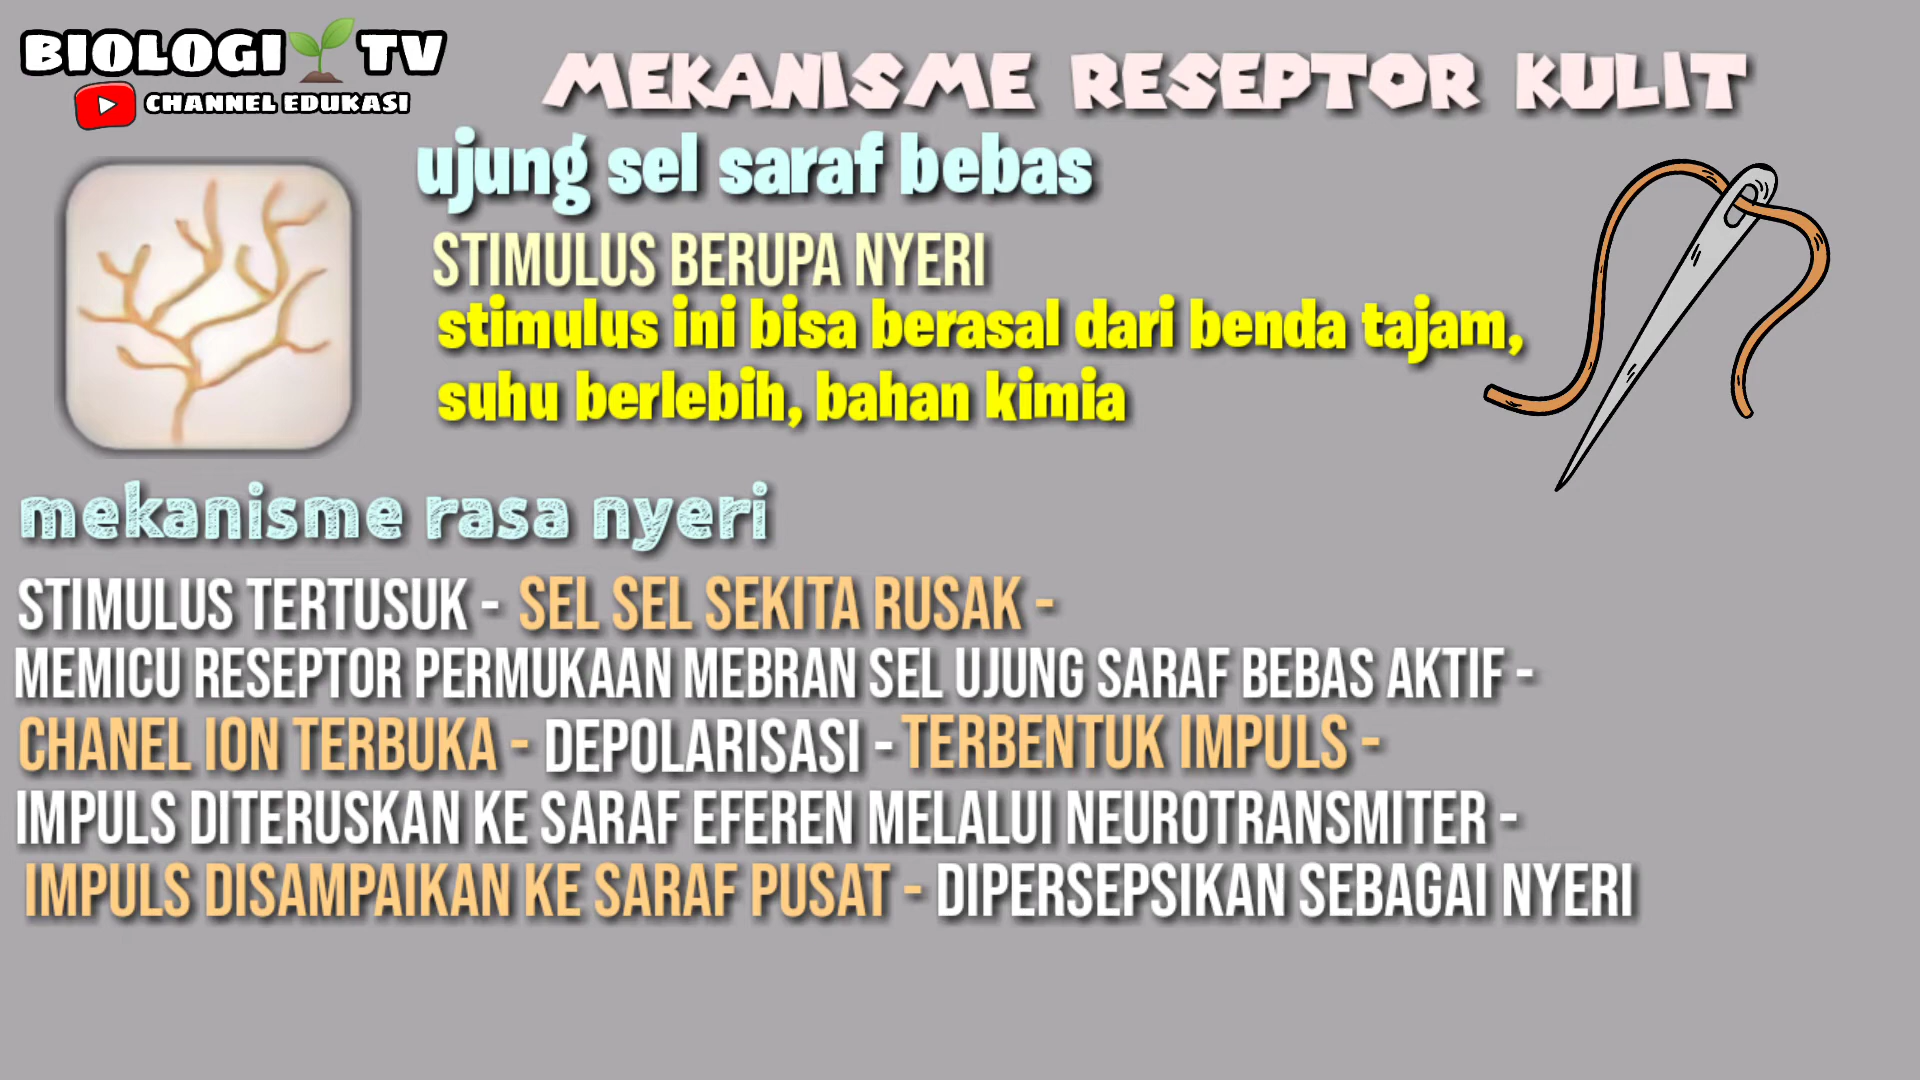 BIOLOGI TV
CHANNEL EDUKASI
MEKANISME RESEPTOR KULIT
ujung sel saraf bebas
STIMULUS BERUPA NYERI
stimulus ini bisa berasal dari benda tajam,
suhu berlebih, bahan kimia
mekanisme rasa nyeri
STIMULUS TERTUSUK - SEL SEL SEKITA RUSAK -
MEMICU RESEPTOR PERMUKAAN MEBRAN SEL UJUNG SARAF BEBAS AKTIF -
CHANEL ION TERBUKA - DEPOLARISASI - TERBENTUK IMPULS -
IMPULS DITERUSKAN KE SARAF EFEREN MELALUI NEUROTRANSMITER -
IMPULS DISAMPAIKAN KE SARAF PUSAT - DIPERSEPSIKAN SEBAGAI NYERI